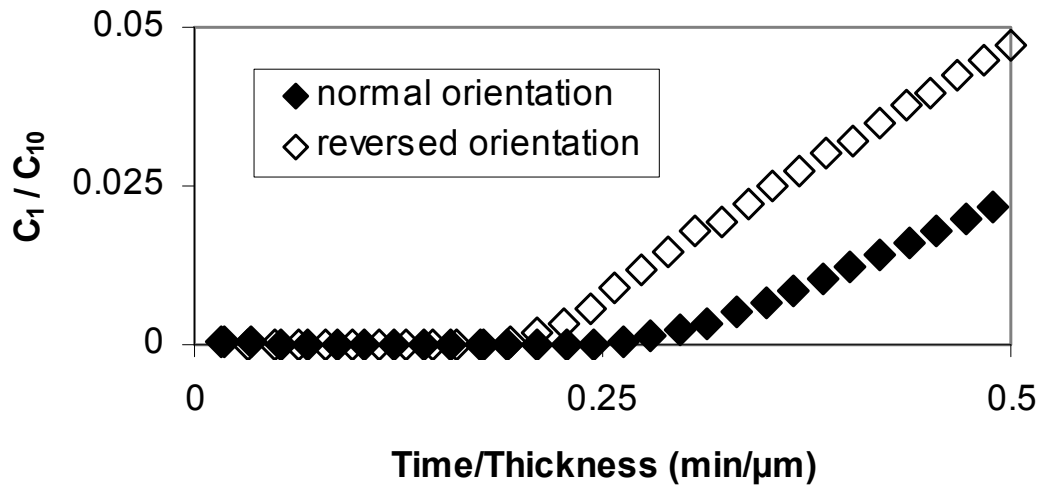 0.05
normal orientation
reversed orientation
0.025
0
0
0.25
0.5
Time/Thickness (min/µm)
C₁ / C₁₀